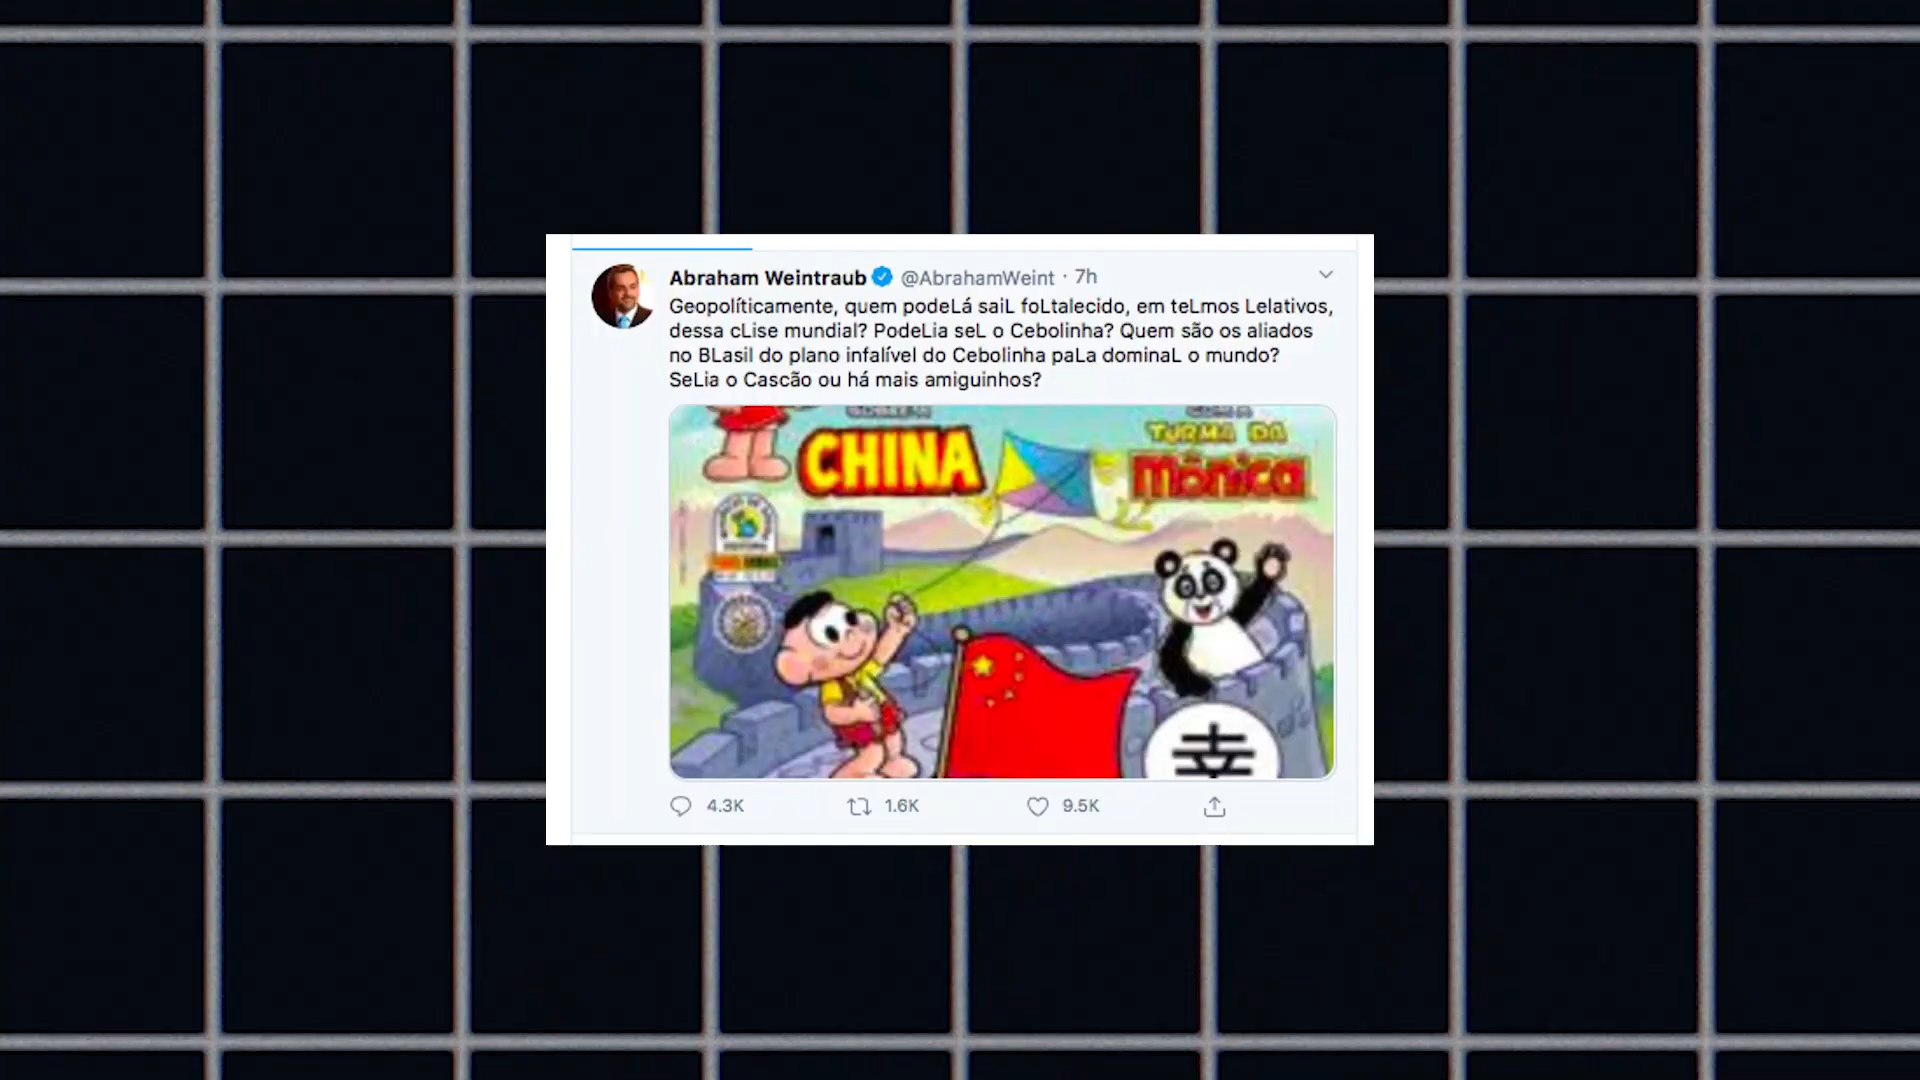 Abraham Weintraub @AbrahamWeint · 7h
Geopolíticamente, quem podeLá saiL foLtalecido, em teLmos Lelativos,
dessa cLise mundial? PodeLia seL o Cebolinha? Quem são os aliados
no BLasil do plano infalível do Cebolinha paLa dominaL o mundo?
SeLia o Cascão ou há mais amiguinhos?
CHINA
TURMA DA
Mônica
幸
4.3K 1.6K 9.5K